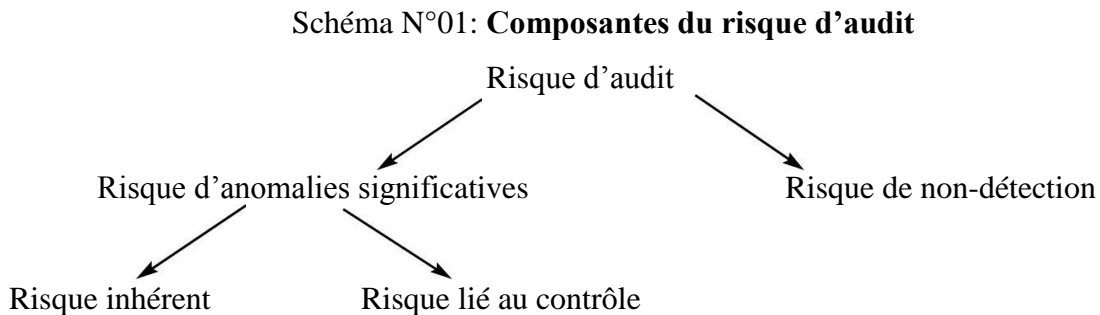 Schéma N°01: Composantes du risque d’audit
Risque d’audit
Risque d’anomalies significatives
Risque de non-détection
Risque inhérent
Risque lié au contrôle